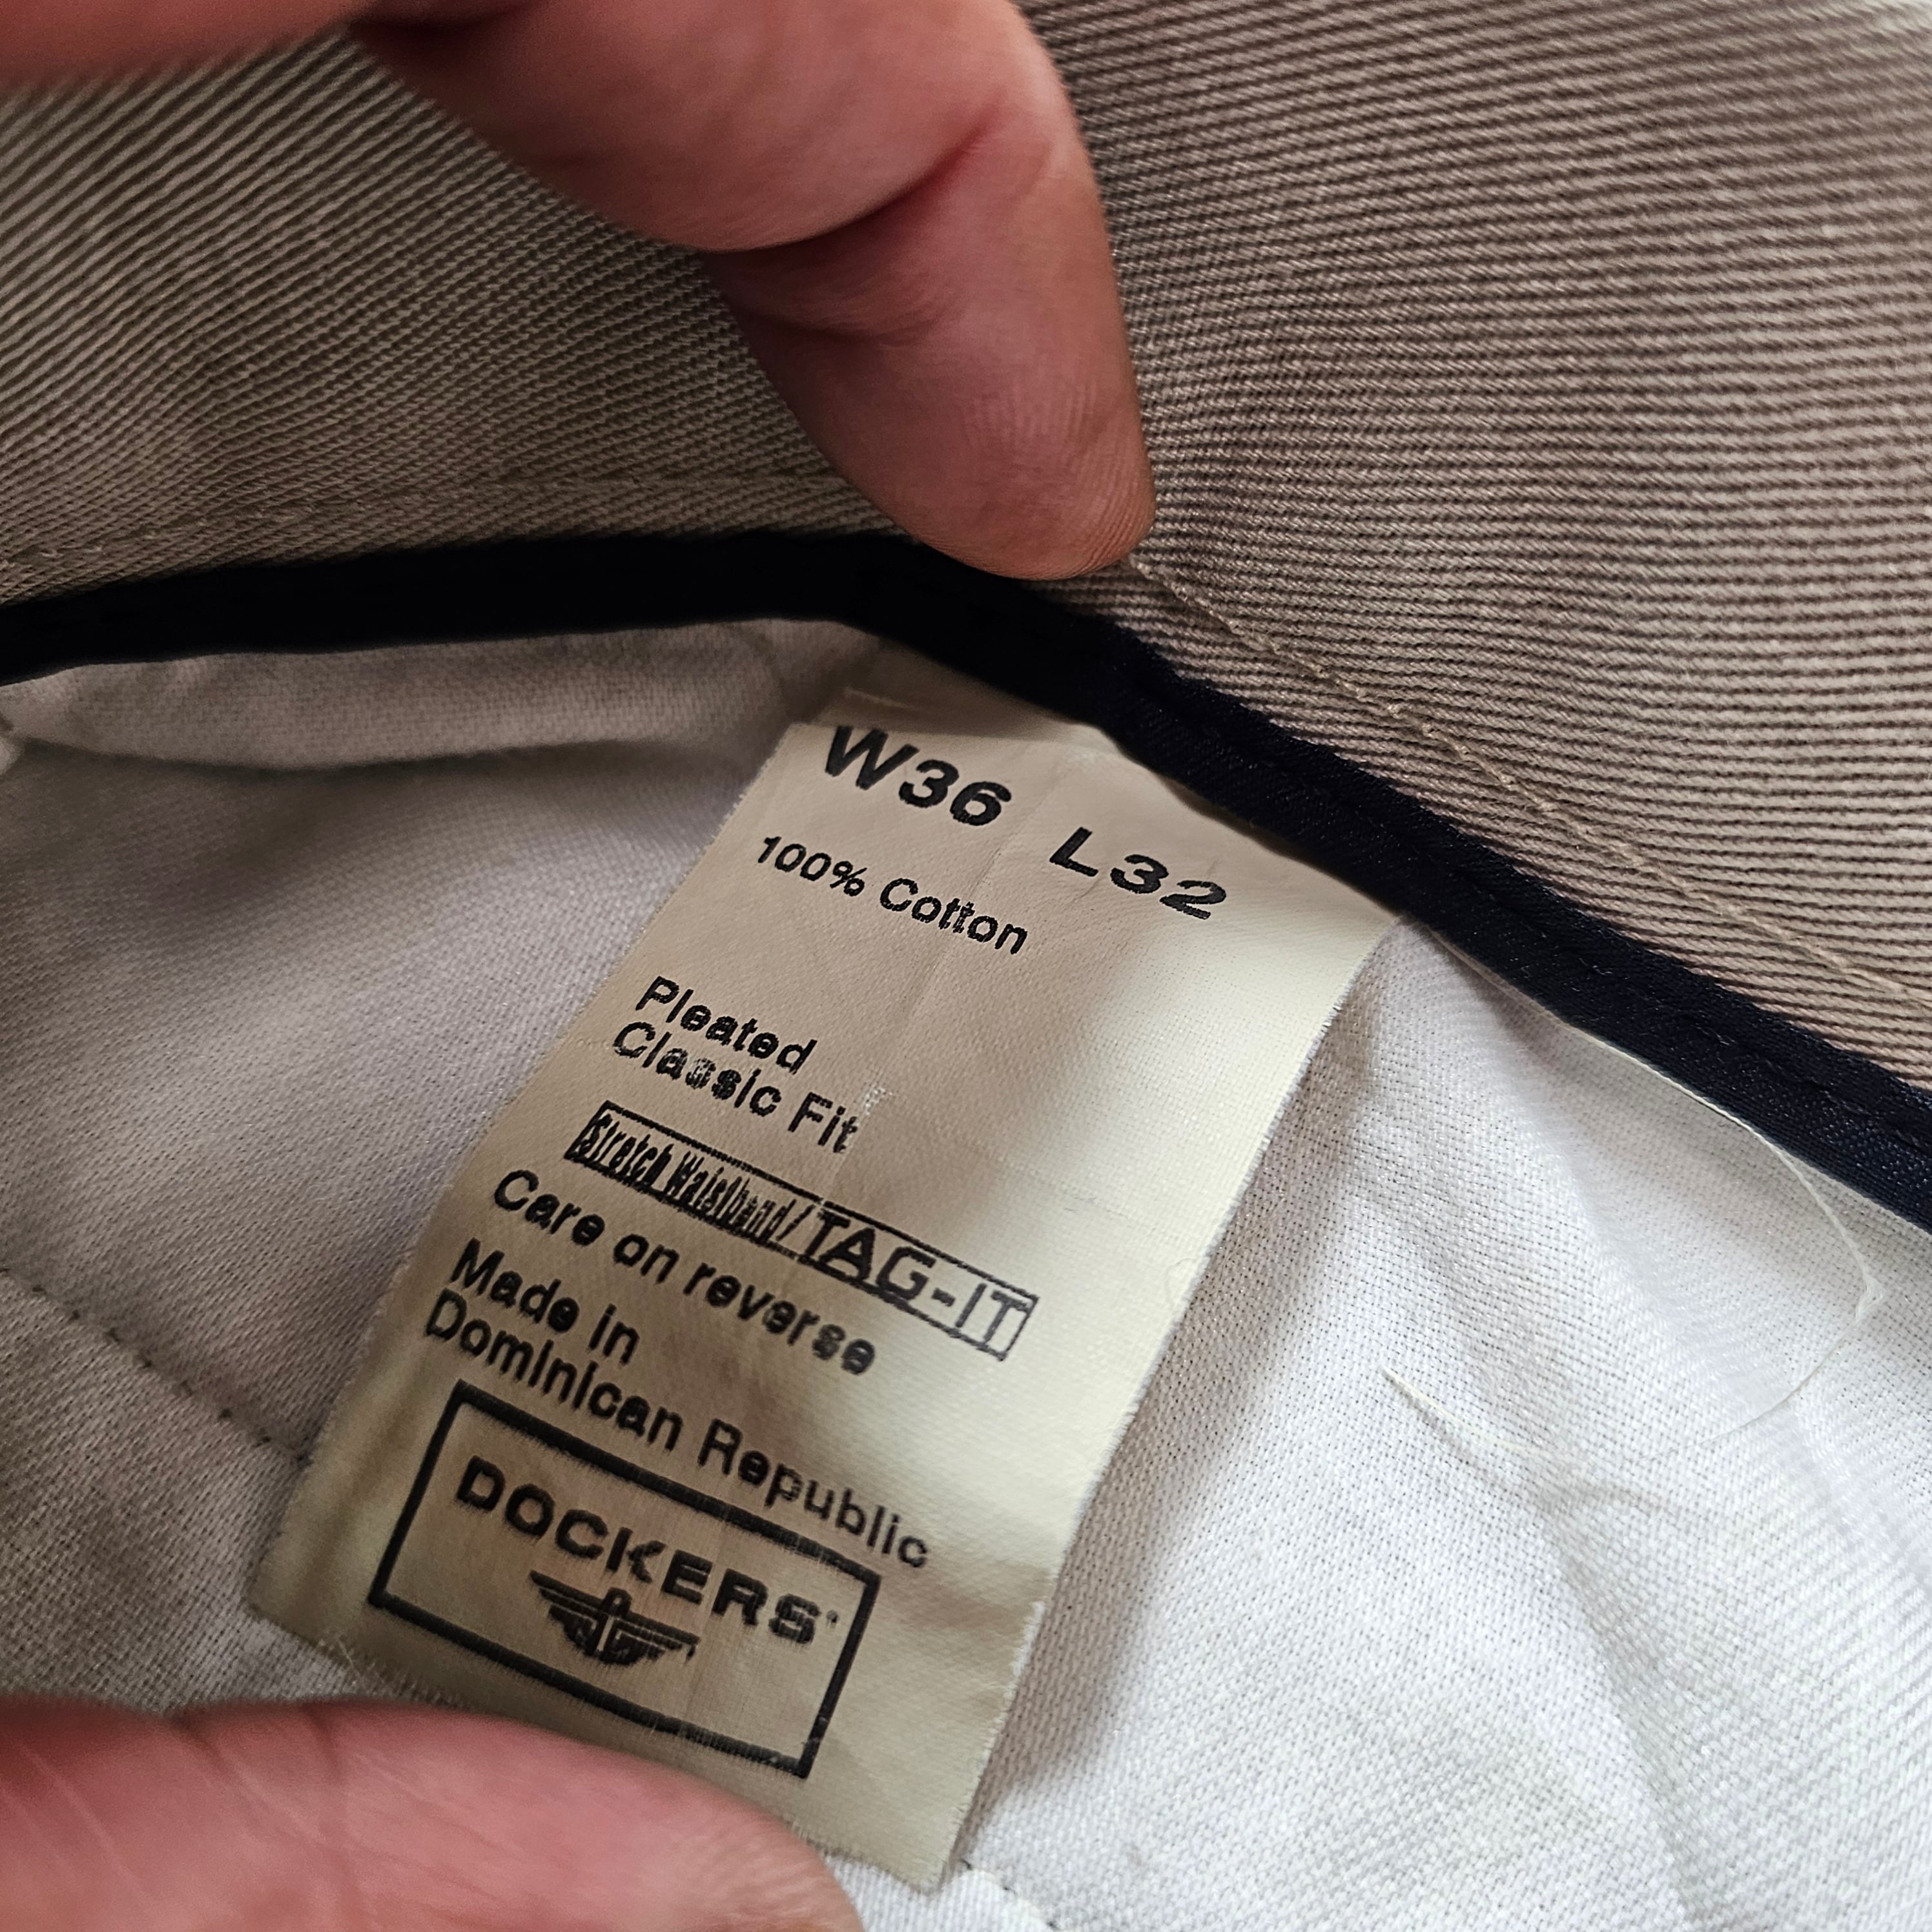 W36 L32
100% Cotton
Pleated
Classic Fit
Stretch Waistband/TAG-IT
Care on reverse
Made in
Dominican Republic
DOCKERS